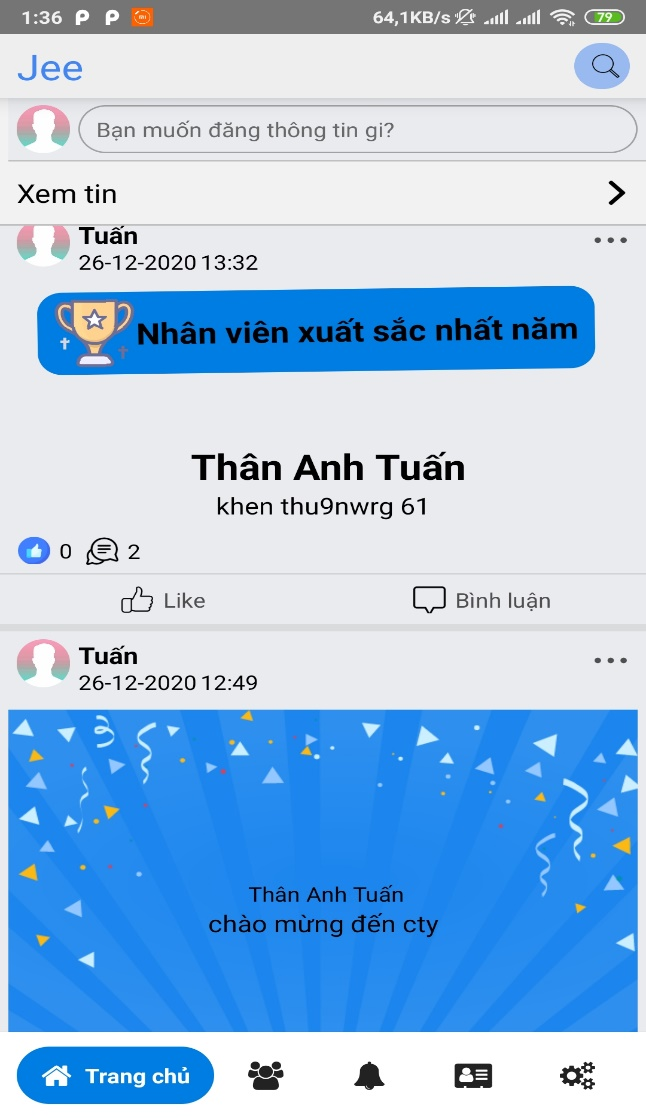 1:36 P P 64,1KB/s 79
Jee
Bạn muốn đăng thông tin gi?
Xem tin
Tuấn
26-12-2020 13:32
Nhân viên xuất sắc nhất năm
Thân Anh Tuấn
khen thu9nwrg 61
0 2
Like Bình luận
Tuấn
26-12-2020 12:49
Thân Anh Tuấn
chào mừng đến cty
Trang chủ